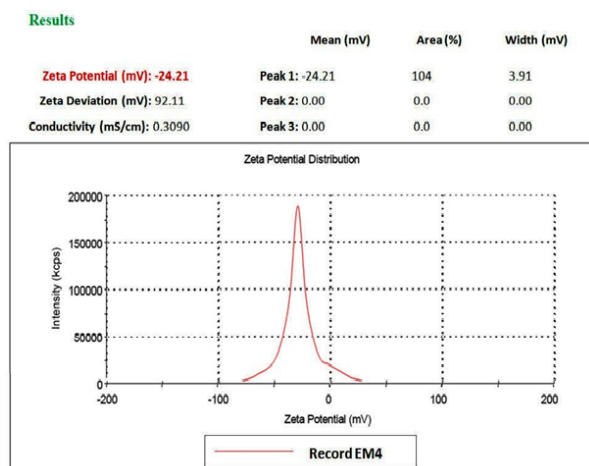 Results
Mean (mV) Area (%) Width (mV)
Zeta Potential (mV): -24.21 Peak 1: -24.21 104 3.91
Zeta Deviation (mV): 92.11 Peak 2: 0.00 0.0 0.00
Conductivity (mS/cm): 0.3090 Peak 3: 0.00 0.0 0.00
Zeta Potential Distribution
200000
150000
100000
50000
0
Intensity (kcps)
-200 -100 0 100 200
Zeta Potential (mV)
Record EM4